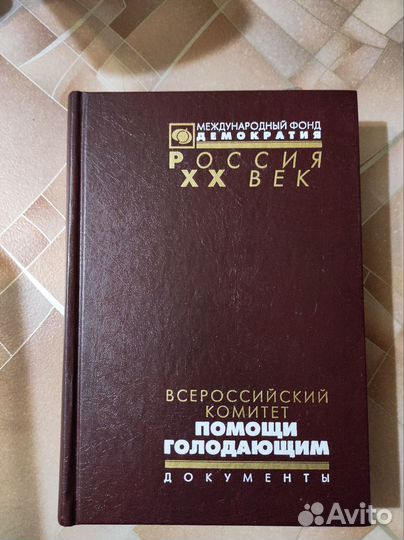 МЕЖДУНАРОДНЫЙ ФОНД
ДЕМОКРАТИЯ
РОССИЯ
XX ВЕК
ВСЕРОССИЙСКИЙ
КОМИТЕТ
ПОМОЩИ
ГОЛОДАЮЩИМ
ДОКУМЕНТЫ
Avito